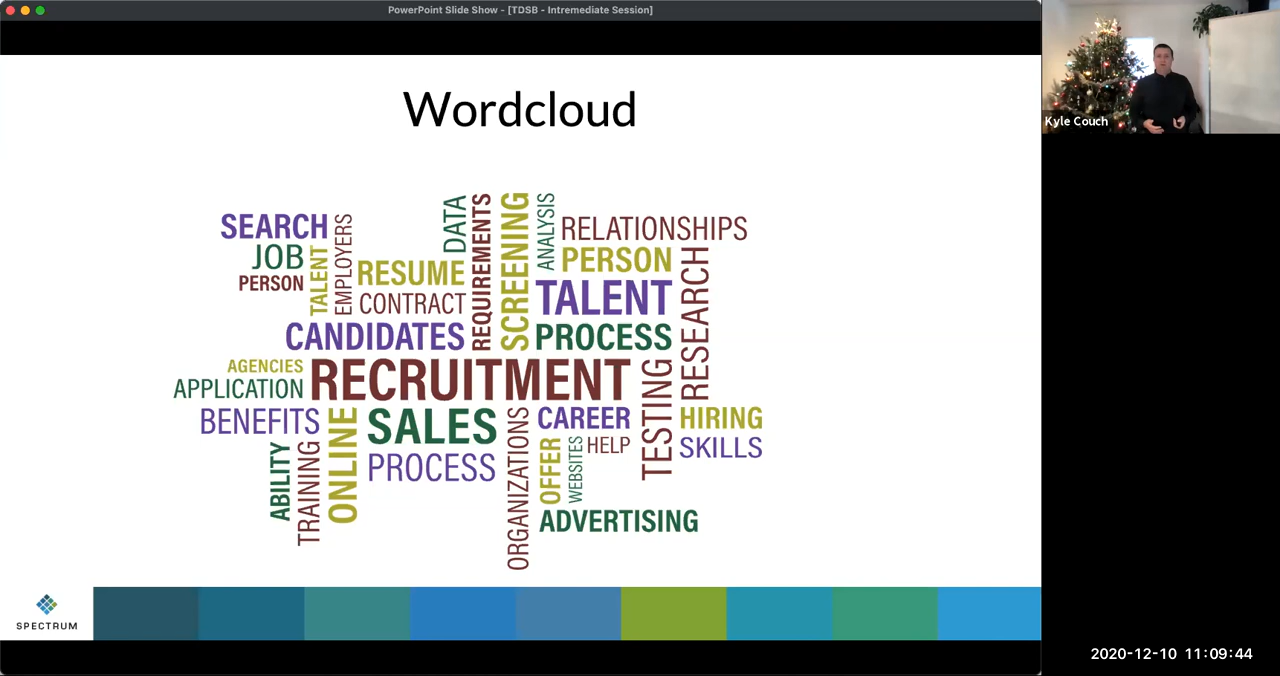 PowerPoint Slide Show - [TDSB - Intremediate Session]
Kyle Couch
Wordcloud
SEARCH
JOB
PERSON
TALENT
EMPLOYERS
DATA
REQUIREMENTS
SCREENING
ANALYSIS
RELATIONSHIPS
RESUME
CONTRACT
PERSON
TALENT
RESEARCH
CANDIDATES
PROCESS
AGENCIES
APPLICATION
RECRUITMENT
TESTING
BENEFITS
ONLINE
SALES
PROCESS
ORGANIZATIONS
CAREER
HIRING
OFFER
WEBSITES
HELP
SKILLS
ABILITY
TRAINING
ADVERTISING
SPECTRUM
2020-12-10 11:09:44